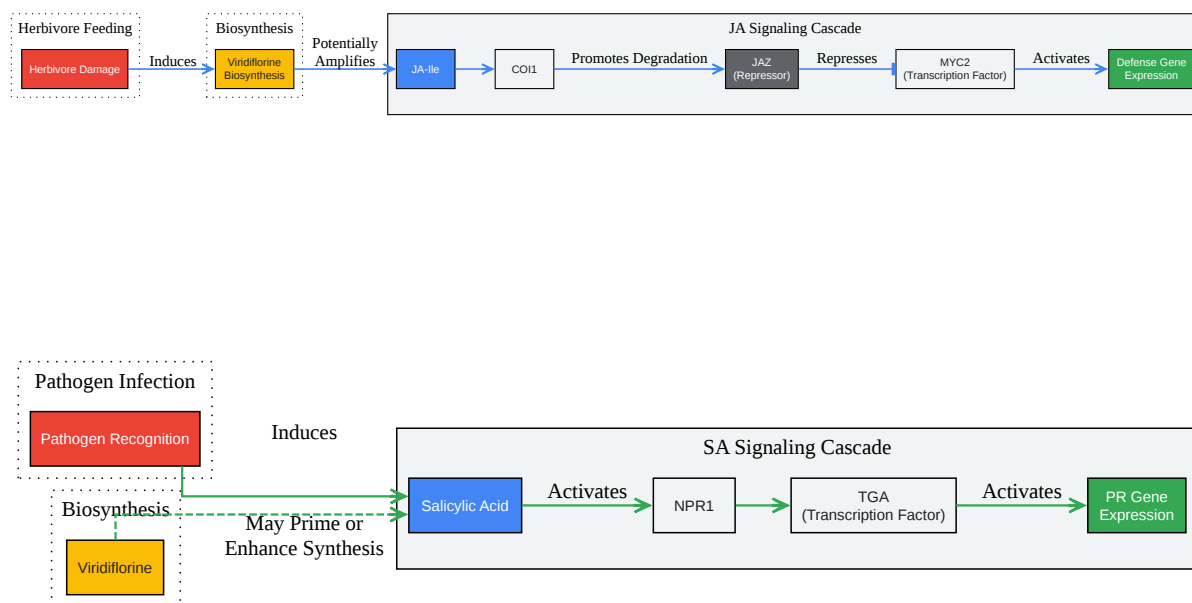 Herbivore Feeding
Herbivore Damage
Induces
Biosynthesis
Viridiflorine
Biosynthesis
Potentially
Amplifies
JA Signaling Cascade
JA-Ile
COI1
Promotes Degradation
JAZ
(Repressor)
Represses
MYC2
(Transcription Factor)
Activates
Defense Gene
Expression
Pathogen Infection
Pathogen Recognition
Induces
Biosynthesis
Viridiflorine
May Prime or
Enhance Synthesis
SA Signaling Cascade
Salicylic Acid
Activates
NPR1
TGA
(Transcription Factor)
Activates
PR Gene
Expression